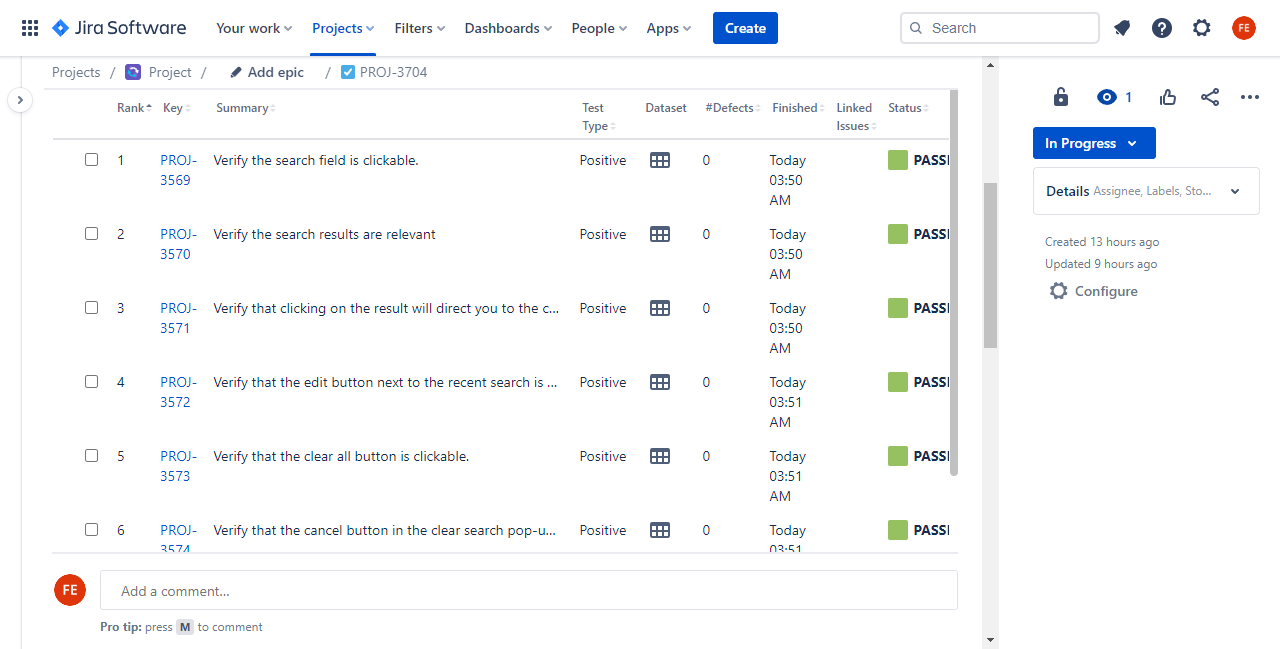 Jira Software Your work Projects Filters Dashboards People Apps Create Search FE
Projects / Project / Add epic / PROJ-3704
1
Rank Key Summary Test Type Dataset #Defects Finished Linked Issues Status
In Progress
1 PROJ-3569 Verify the search field is clickable. Positive 0 Today 03:50 AM PASS
Details Assignee, Labels, Sto...
2 PROJ-3570 Verify the search results are relevant Positive 0 Today 03:50 AM PASS
Created 13 hours ago
Updated 9 hours ago
Configure
3 PROJ-3571 Verify that clicking on the result will direct you to the c... Positive 0 Today 03:50 AM PASS
4 PROJ-3572 Verify that the edit button next to the recent search is ... Positive 0 Today 03:51 AM PASS
5 PROJ-3573 Verify that the clear all button is clickable. Positive 0 Today 03:51 AM PASS
6 PROJ-3574 Verify that the cancel button in the clear search pop-u... Positive 0 Today 03:51 PASS
FE Add a comment...
Pro tip: press M to comment